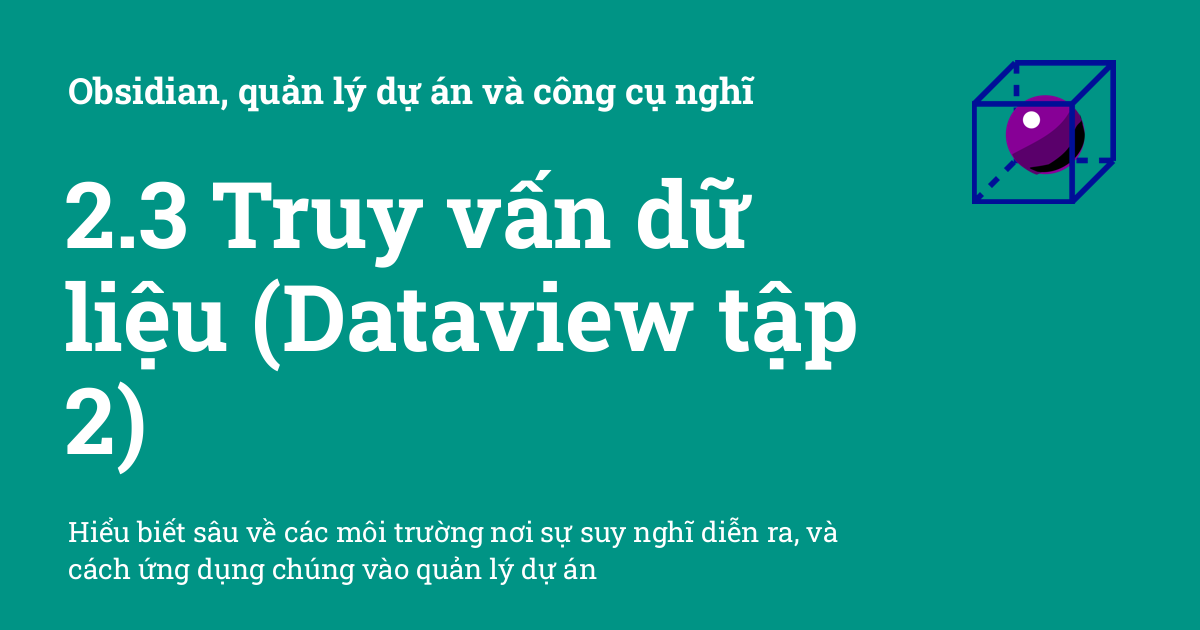 Obsidian, quản lý dự án và công cụ nghĩ
2.3 Truy vấn dữ
liệu (Dataview tập
2)
Hiểu biết sâu về các môi trường nơi sự suy nghĩ diễn ra, và
cách ứng dụng chúng vào quản lý dự án